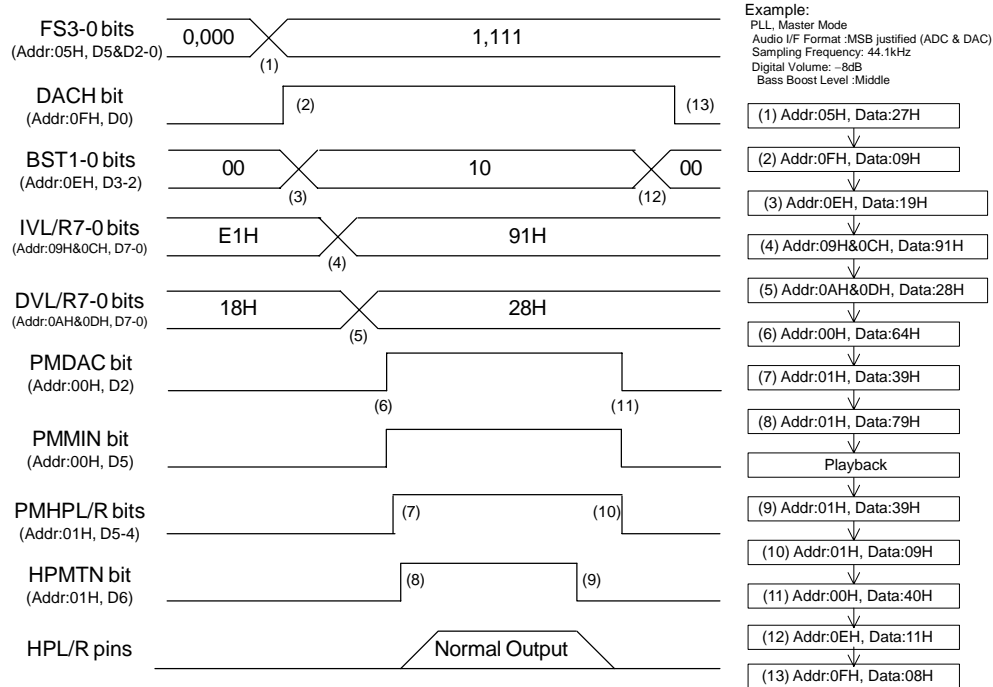 FS3-0 bits
(Addr:05H, D5&D2-0)
0,000
1,111
(1)
DACH bit
(Addr:0FH, D0)
(2)
(13)
BST1-0 bits
(Addr:0EH, D3-2)
00
10
00
(3)
(12)
IVL/R7-0 bits
(Addr:09H&0CH, D7-0)
E1H
91H
(4)
DVL/R7-0 bits
(Addr:0AH&0DH, D7-0)
18H
28H
(5)
PMDAC bit
(Addr:00H, D2)
(6)
(11)
PMMIN bit
(Addr:00H, D5)
PMHPL/R bits
(Addr:01H, D5-4)
(7)
(10)
HPMTN bit
(Addr:01H, D6)
(8)
(9)
HPL/R pins
Normal Output
Example:
PLL, Master Mode
Audio I/F Format :MSB justified (ADC & DAC)
Sampling Frequency: 44.1kHz
Digital Volume: −8dB
Bass Boost Level :Middle
(1) Addr:05H, Data:27H
(2) Addr:0FH, Data:09H
(3) Addr:0EH, Data:19H
(4) Addr:09H&0CH, Data:91H
(5) Addr:0AH&0DH, Data:28H
(6) Addr:00H, Data:64H
(7) Addr:01H, Data:39H
(8) Addr:01H, Data:79H
Playback
(9) Addr:01H, Data:39H
(10) Addr:01H, Data:09H
(11) Addr:00H, Data:40H
(12) Addr:0EH, Data:11H
(13) Addr:0FH, Data:08H